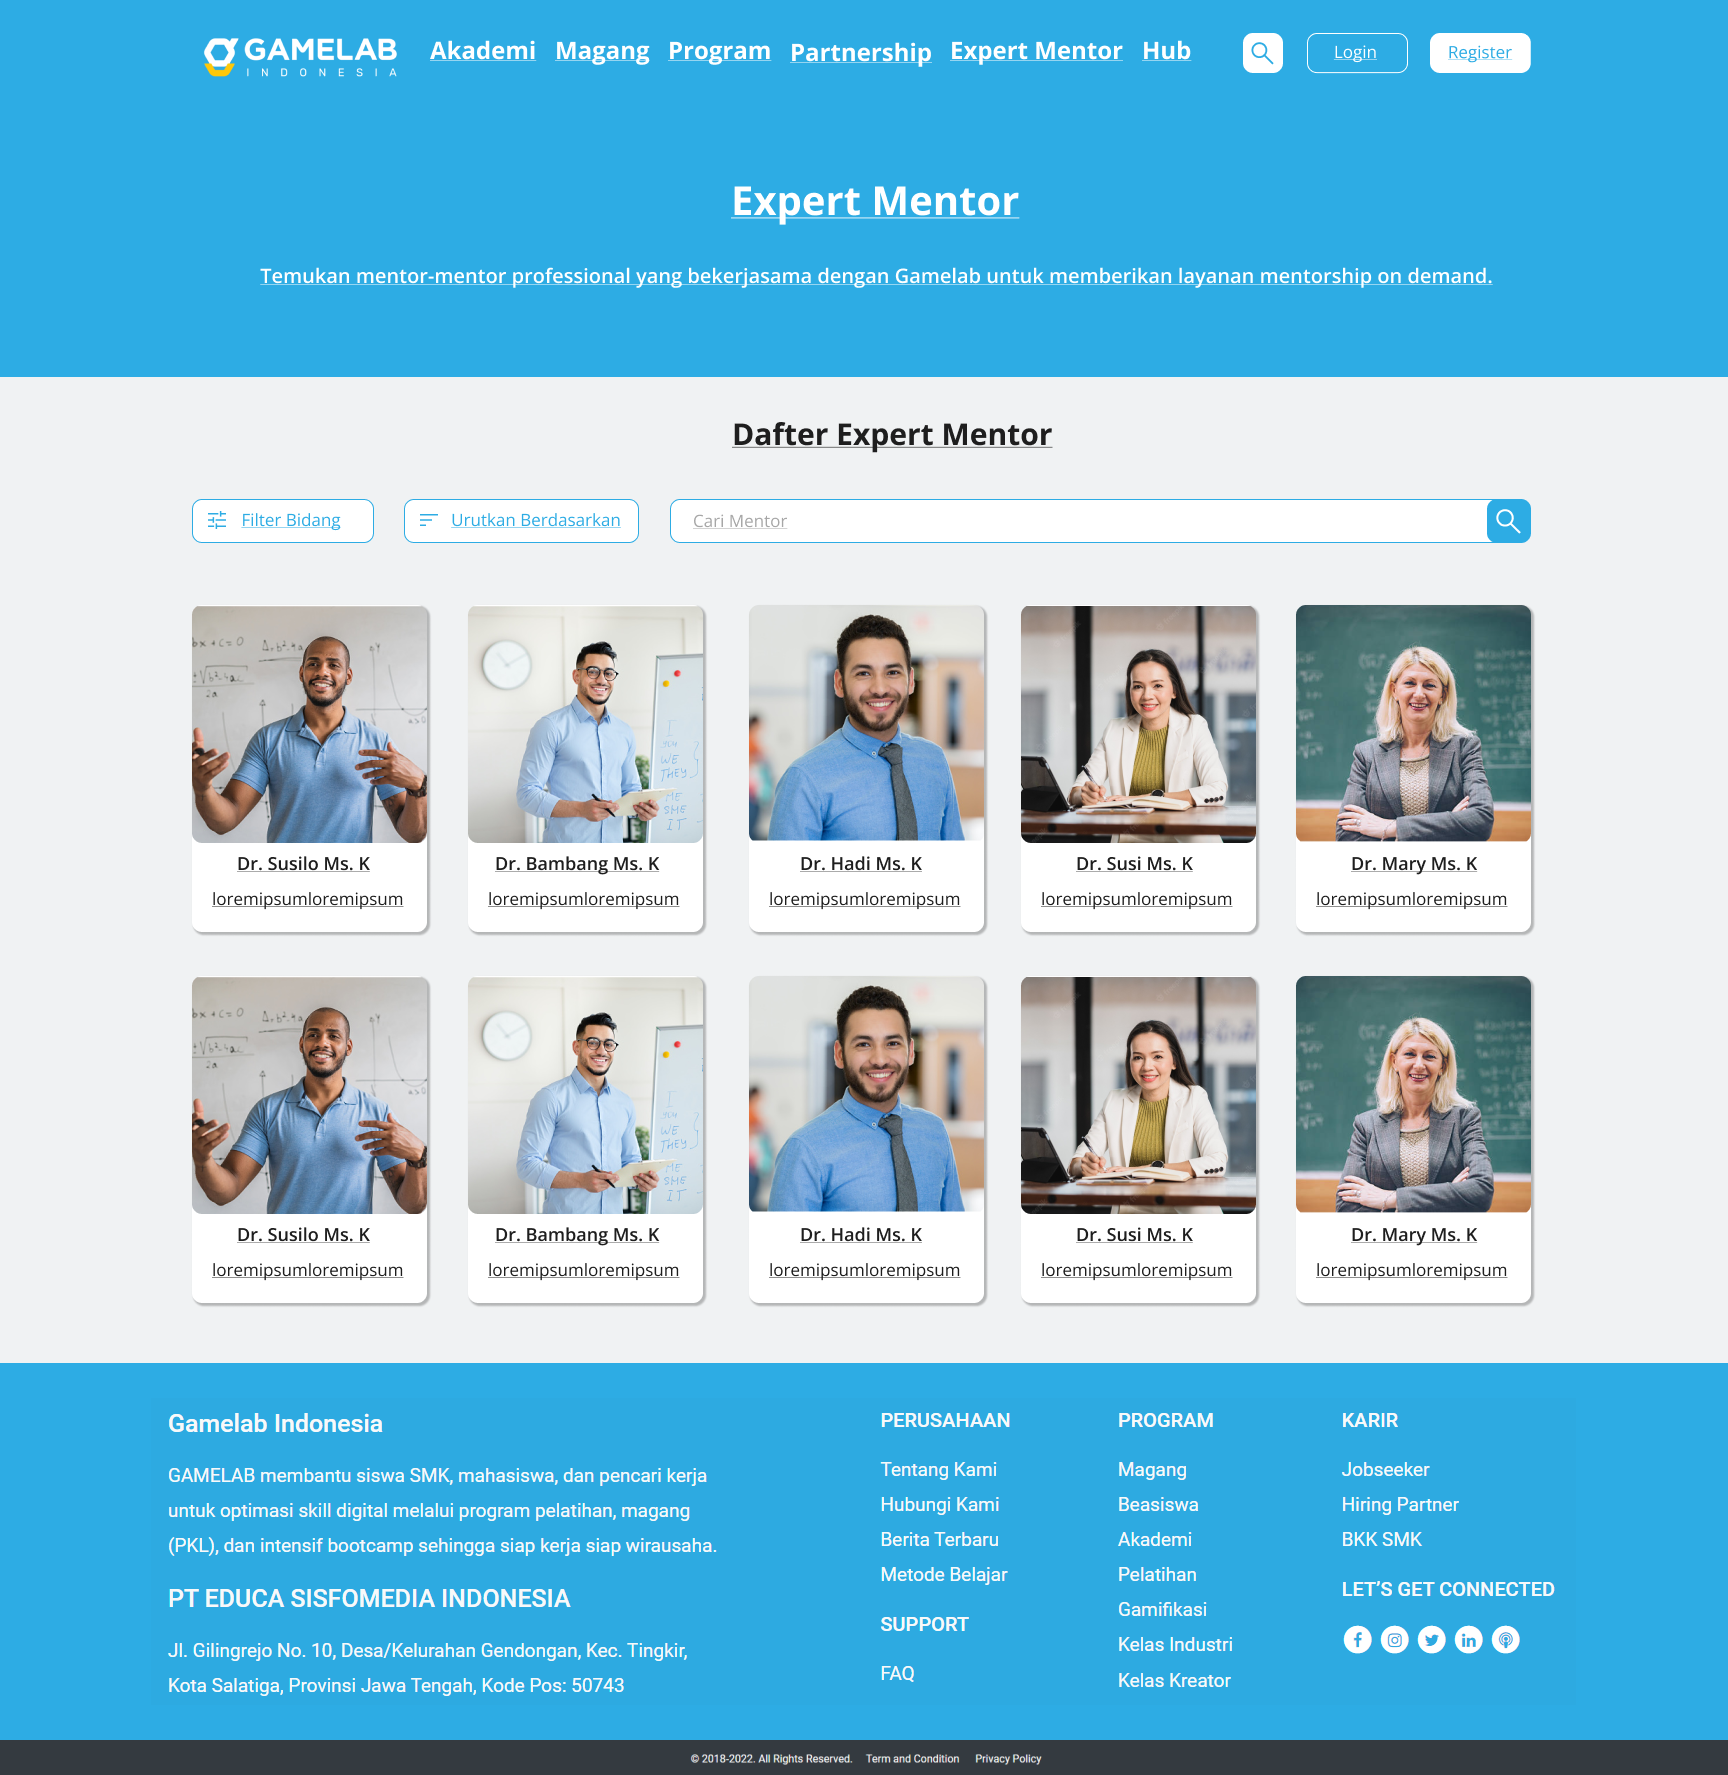 GAMELAB
INDONESIA
Akademi Magang Program Partnership Expert Mentor Hub
Login
Register
Expert Mentor
Temukan mentor-mentor professional yang bekerjasama dengan Gamelab untuk memberikan layanan mentorship on demand.
Dafter Expert Mentor
Filter Bidang
Urutkan Berdasarkan
Cari Mentor
Dr. Susilo Ms. K
loremipsumloremipsum
Dr. Bambang Ms. K
loremipsumloremipsum
Dr. Hadi Ms. K
loremipsumloremipsum
Dr. Susi Ms. K
loremipsumloremipsum
Dr. Mary Ms. K
loremipsumloremipsum
Dr. Susilo Ms. K
loremipsumloremipsum
Dr. Bambang Ms. K
loremipsumloremipsum
Dr. Hadi Ms. K
loremipsumloremipsum
Dr. Susi Ms. K
loremipsumloremipsum
Dr. Mary Ms. K
loremipsumloremipsum
Gamelab Indonesia
GAMELAB membantu siswa SMK, mahasiswa, dan pencari kerja
untuk optimasi skill digital melalui program pelatihan, magang
(PKL), dan intensif bootcamp sehingga siap kerja siap wirausaha.
PT EDUCA SISFOMEDIA INDONESIA
Jl. Gilingrejo No. 10, Desa/Kelurahan Gendongan, Kec. Tingkir,
Kota Salatiga, Provinsi Jawa Tengah, Kode Pos: 50743
PERUSAHAAN
Tentang Kami
Hubungi Kami
Berita Terbaru
Metode Belajar
SUPPORT
FAQ
PROGRAM
Magang
Beasiswa
Akademi
Pelatihan
Gamifikasi
Kelas Industri
Kelas Kreator
KARIR
Jobseeker
Hiring Partner
BKK SMK
LET'S GET CONNECTED
© 2018-2022. All Rights Reserved. Term and Condition Privacy Policy